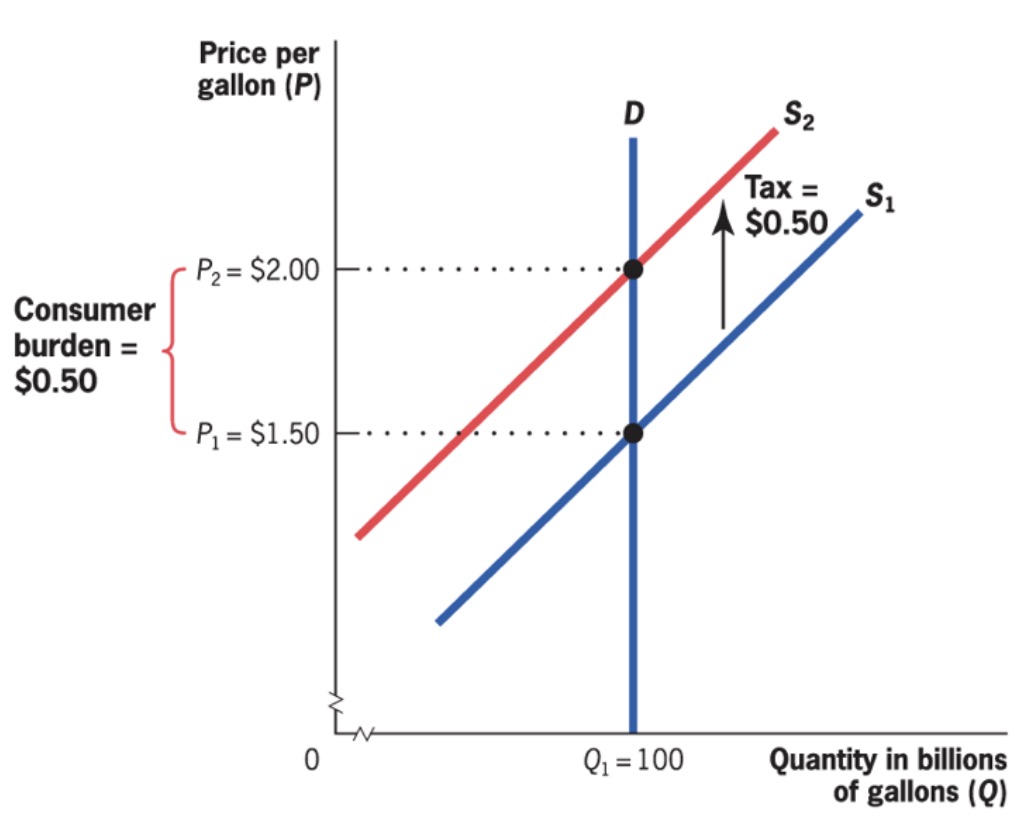 Price per
gallon (P)
D
S₂
Tax =
$0.50
S₁
P₂ = $2.00
Consumer
burden =
$0.50
P₁ = $1.50
0
Q₁ = 100
Quantity in billions
of gallons (Q)